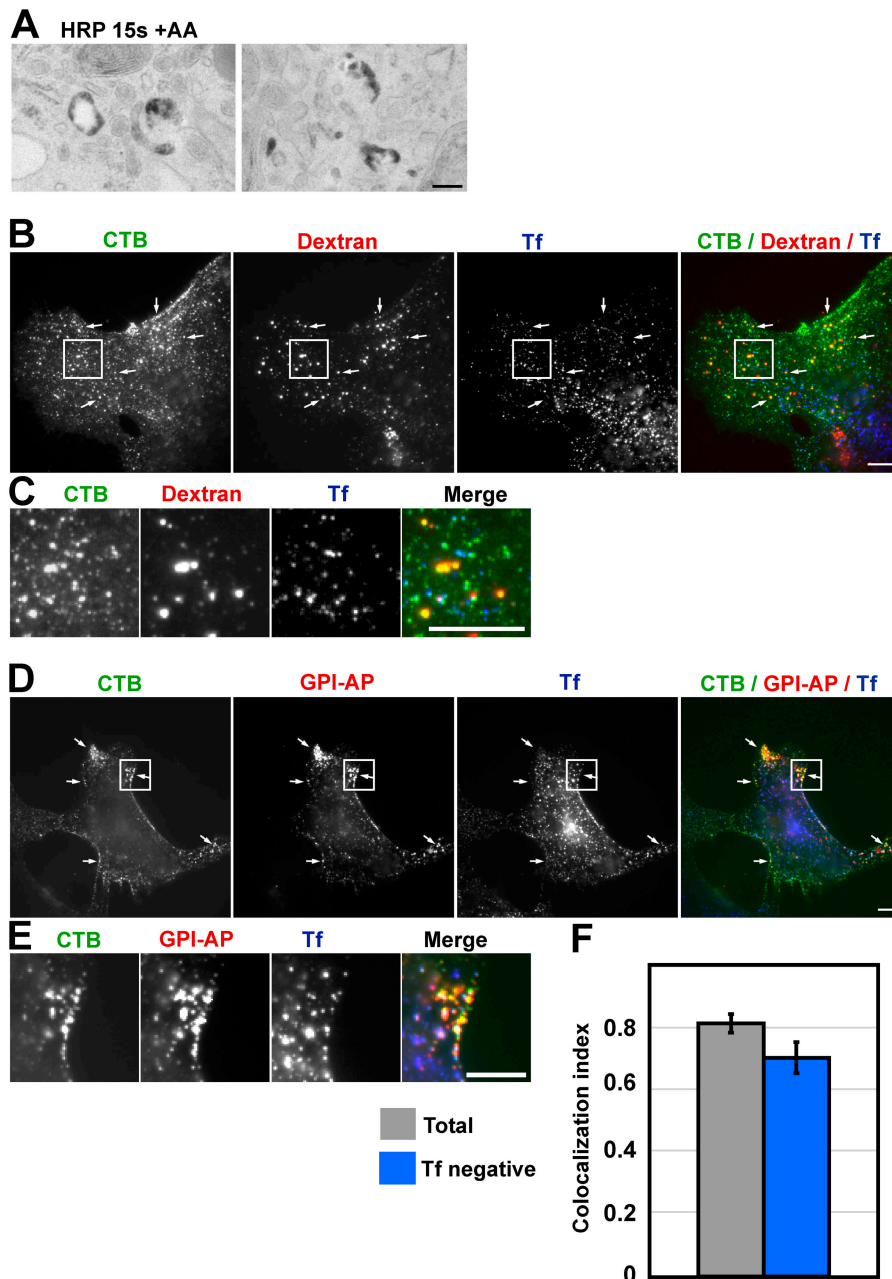 A HRP 15s +AA
B CTB Dextran Tf CTB / Dextran / Tf
C CTB Dextran Tf Merge
D CTB GPI-AP Tf CTB / GPI-AP / Tf
E CTB GPI-AP Tf Merge
F
Colocalization index
0.8
0.6
0.4
0.2
0
Total
Tf negative